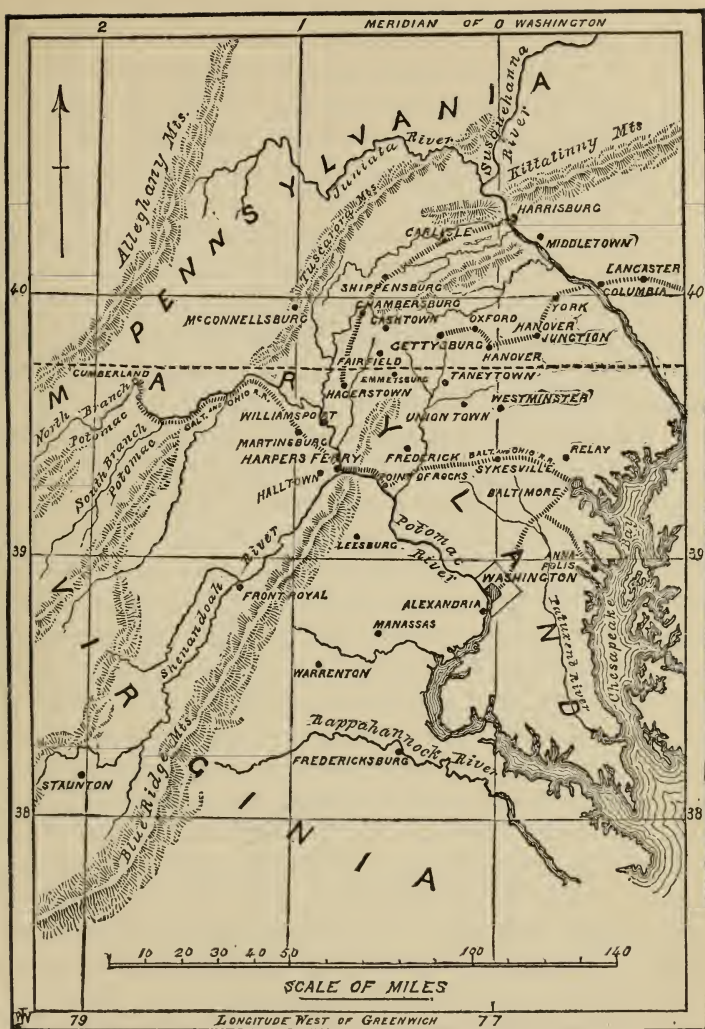 2 1 MERIDIAN OF 0 WASHINGTON
PENNSYLVANIA
Susquehanna River
Alleghany Mts.
Juniata River
Kittatinny Mts
Tuscarora Mts.
HARRISBURG
CARLISLE
MIDDLETOWN
SHIPPENSBURG
LANCASTER
COLUMBIA
40 40
CHAMBERSBURG
MCCONNELLSBURG
CASHTOWN
OXFORD
YORK
GETTYSBURG
HANOVER JUNCTION
HANOVER
FAIRFIELD
MARYLAND
CUMBERLAND
EMMETSBURG
TANEYTOWN
HAGERSTOWN
North Branch Potomac
BALT. AND OHIO R.R.
WILLIAMSPORT
UNION TOWN
WESTMINSTER
South Branch Potomac
MARTINSBURG
HARPERS FERRY
FREDERICK
BALT. AND OHIO R.R.
RELAY
SYKESVILLE
HALLTOWN
POINT OF ROCKS
BALTIMORE
Potomac River
39 39
LEESBURG
ANNAPOLIS
WASHINGTON
Shenandoah River
FRONT ROYAL
ALEXANDRIA
Chesapeake Bay
MANASSAS
Patuxend River
VIRGINIA
WARRENTON
Rappahannock River
FREDERICKSBURG
STAUNTON
Blue Ridge Mts.
38 38
10 20 30 40 50 100 140
SCALE OF MILES
79 LONGITUDE WEST OF GREENWICH 77